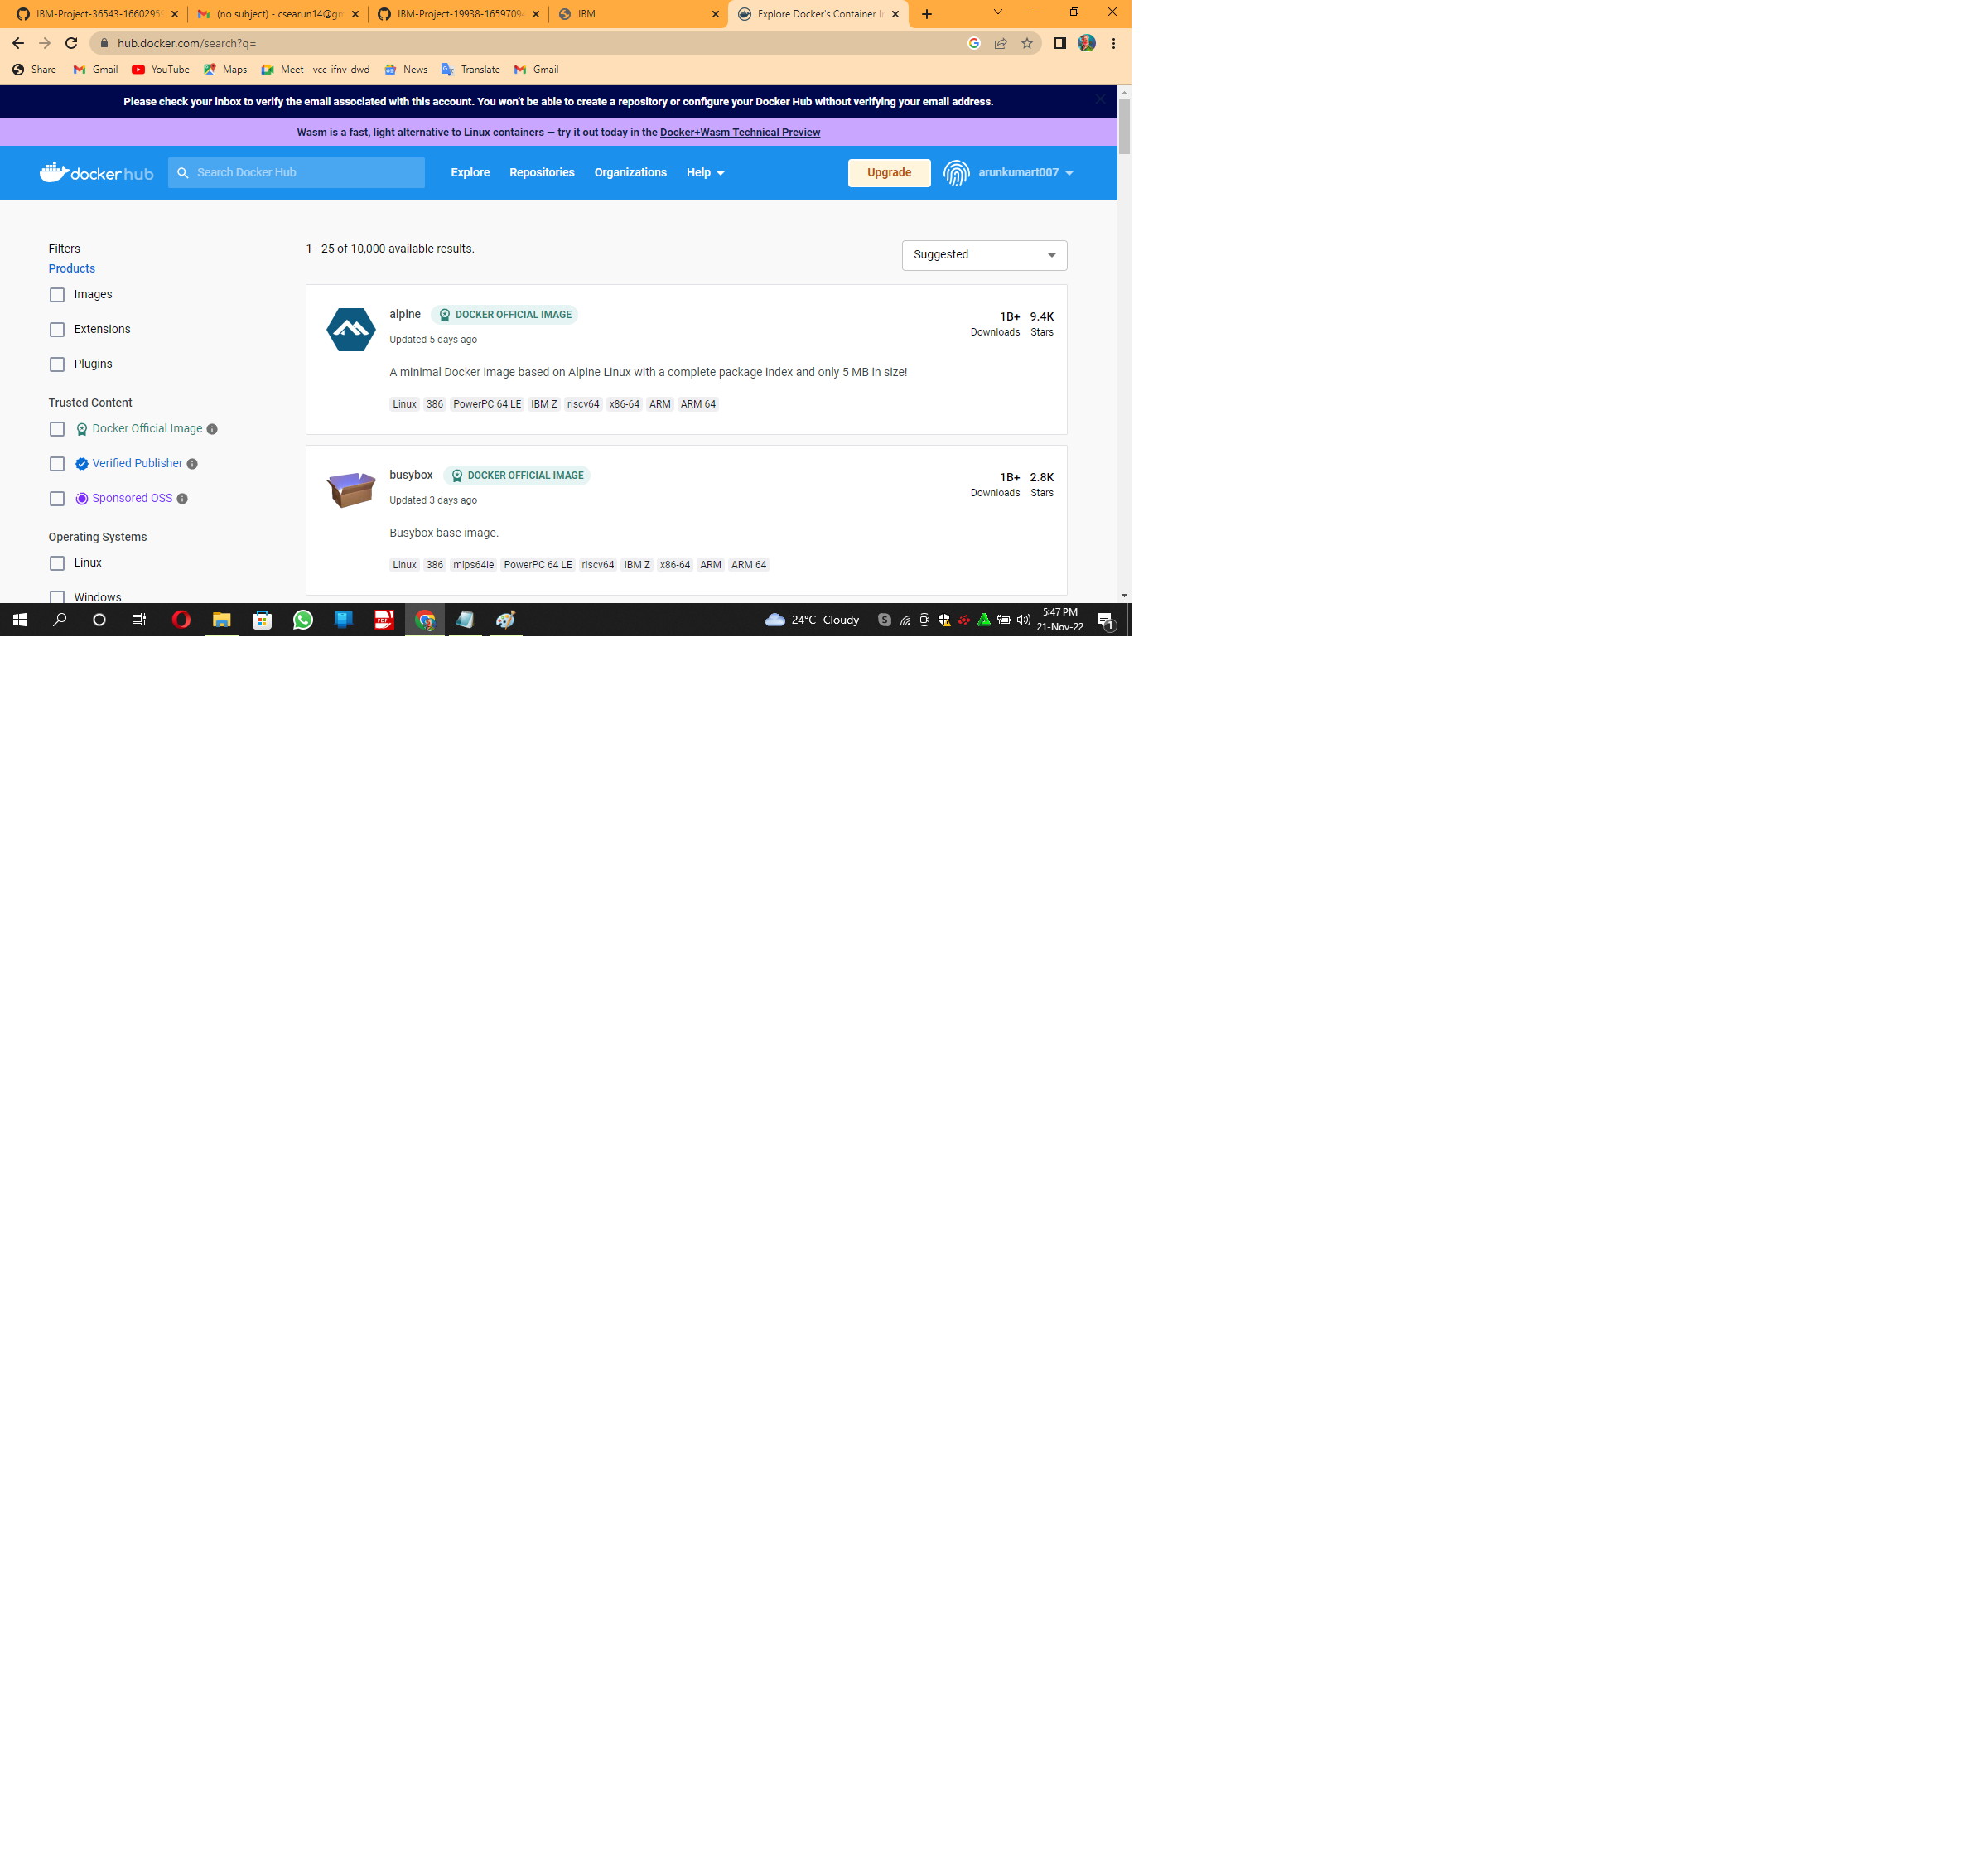 IBM-Project-36543-1660295
(no subject) - csearun14@gm
IBM-Project-19938-1659709
IBM
Explore Docker's Container I
hub.docker.com/search?q=
Share Gmail YouTube Maps Meet - vcc-ifnv-dwd News Translate Gmail
Please check your inbox to verify the email associated with this account. You won't be able to create a repository or configure your Docker Hub without verifying your email address.
Wasm is a fast, light alternative to Linux containers — try it out today in the Docker+Wasm Technical Preview
docker hub Search Docker Hub Explore Repositories Organizations Help Upgrade arunkumart007
Filters
Products
Images
Extensions
Plugins
Trusted Content
Docker Official Image
Verified Publisher
Sponsored OSS
Operating Systems
Linux
Windows
1 - 25 of 10,000 available results.
Suggested
alpine DOCKER OFFICIAL IMAGE
Updated 5 days ago
1B+ 9.4K
Downloads Stars
A minimal Docker image based on Alpine Linux with a complete package index and only 5 MB in size!
Linux 386 PowerPC 64 LE IBM Z riscv64 x86-64 ARM ARM 64
busybox DOCKER OFFICIAL IMAGE
Updated 3 days ago
1B+ 2.8K
Downloads Stars
Busybox base image.
Linux 386 mips64le PowerPC 64 LE riscv64 IBM Z x86-64 ARM ARM 64
24°C Cloudy
5:47 PM
21-Nov-22
1